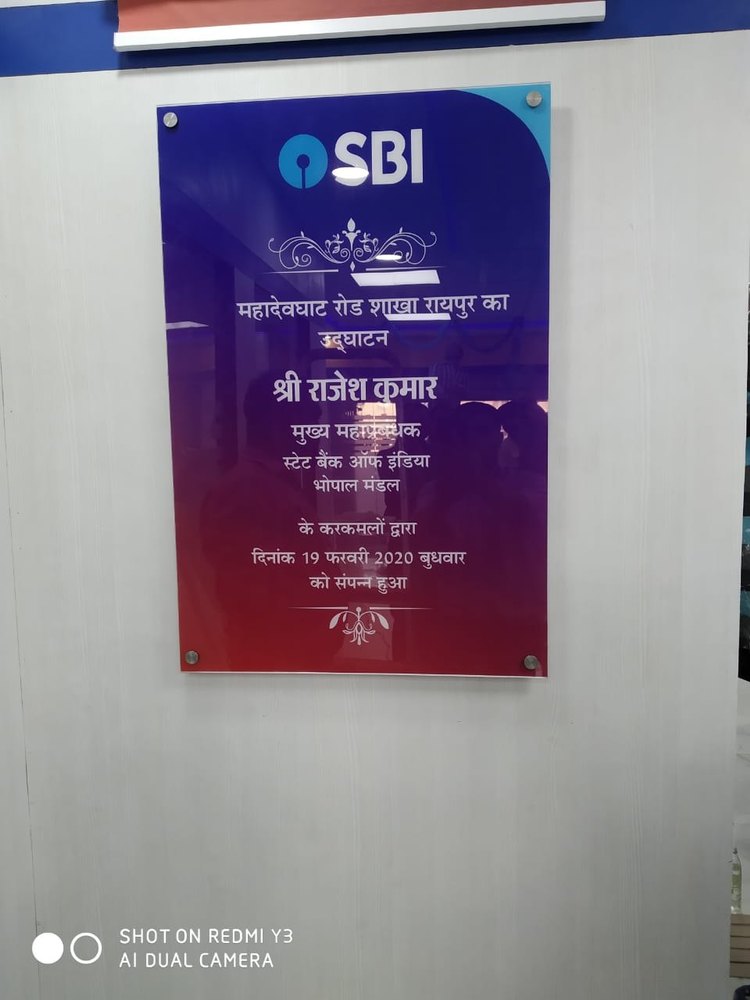 SBI
महादेवघाट रोड शाखा रायपुर का
उद्घाटन
श्री राजेश कुमार
मुख्य महाप्रबंधक
स्टेट बैंक ऑफ इंडिया
भोपाल मंडल
के करकमलों द्वारा
दिनांक 19 फरवरी 2020 बुधवार
को संपन्न हुआ
SHOT ON REDMI Y3
AI DUAL CAMERA